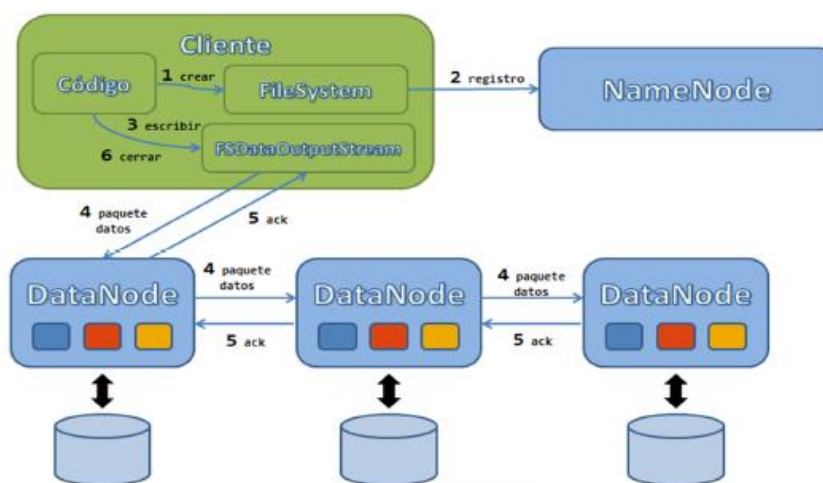 Cliente
Código
1 crear
FileSystem
2 registro
NameNode
3 escribir
6 cerrar
FSDataOutputStream
4 paquete
datos
5 ack
DataNode
4 paquete
datos
5 ack
DataNode
4 paquete
datos
5 ack
DataNode